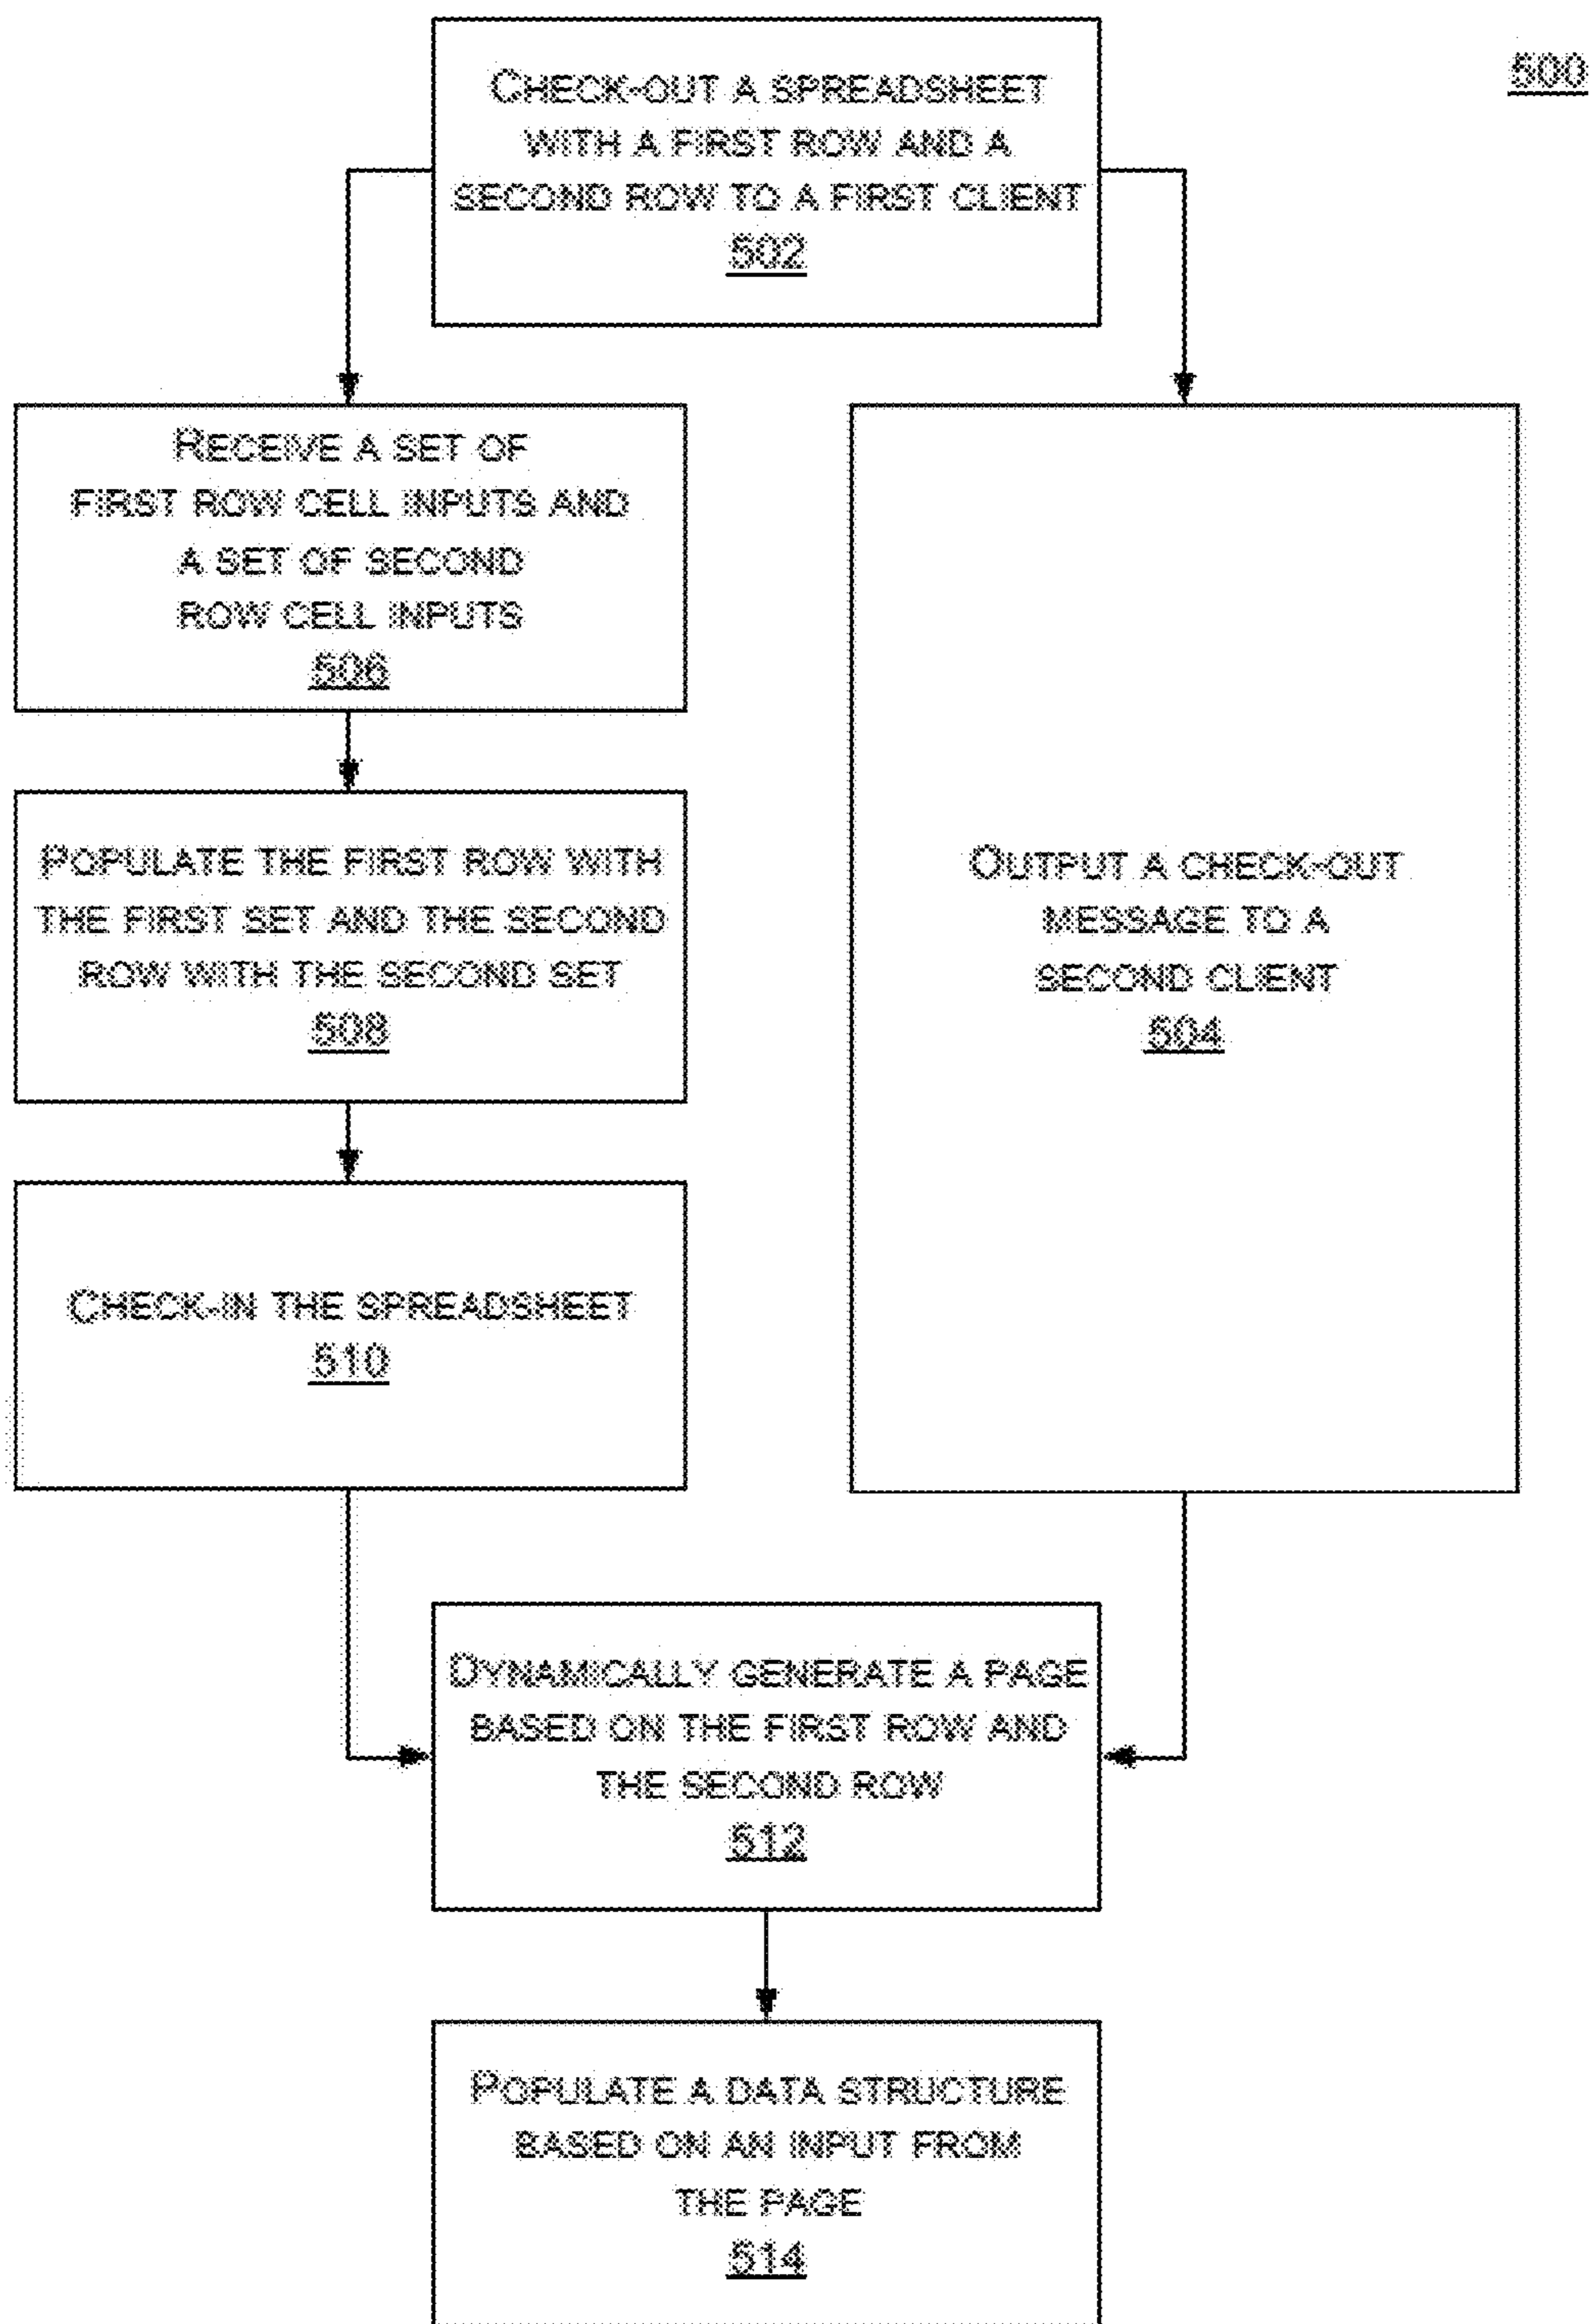 500
CHECK-OUT A SPREADSHEET
WITH A FIRST ROW AND A
SECOND ROW TO A FIRST CLIENT
502
RECEIVE A SET OF
FIRST ROW CELL INPUTS AND
A SET OF SECOND
ROW CELL INPUTS
506
POPULATE THE FIRST ROW WITH
THE FIRST SET AND THE SECOND
ROW WITH THE SECOND SET
508
CHECK-IN THE SPREADSHEET
510
OUTPUT A CHECK-OUT
MESSAGE TO A
SECOND CLIENT
504
DYNAMICALLY GENERATE A PAGE
BASED ON THE FIRST ROW AND
THE SECOND ROW
512
POPULATE A DATA STRUCTURE
BASED ON AN INPUT FROM
THE PAGE
514